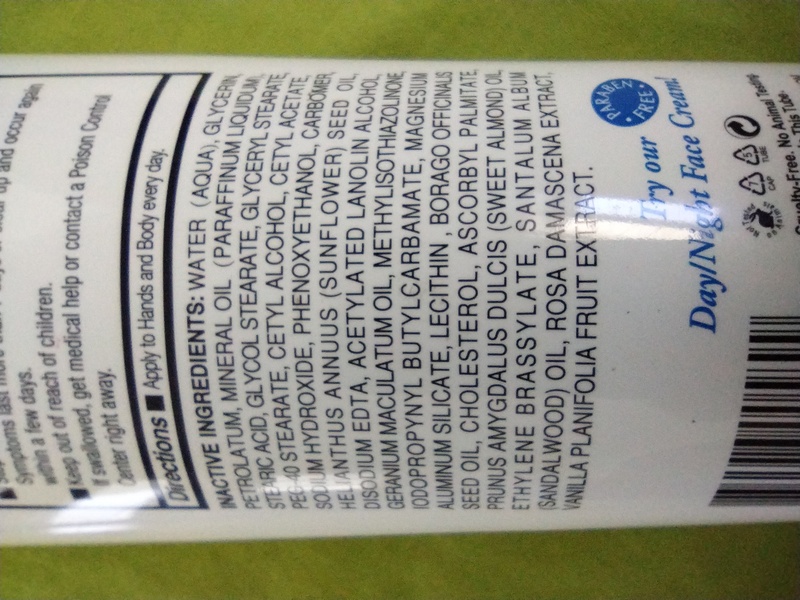 symptoms last more than 7 days or clear up and occur again
within a few days.
Keep out of reach of children.
If swallowed, get medical help or contact a Poison Control
Center right away.
Directions ■ Apply to Hands and Body every day.
INACTIVE INGREDIENTS: WATER (AQUA), GLYCERIN,
PETROLATUM, MINERAL OIL (PARAFFINUM LIQUIDUM),
STEARIC ACID, GLYCOL STEARATE, GLYCERYL STEARATE,
PEG-40 STEARATE, CETYL ALCOHOL, CETYL ACETATE,
SODIUM HYDROXIDE, PHENOXYETHANOL, CARBOMER,
HELIANTHUS ANNUUS (SUNFLOWER) SEED OIL,
DISODIUM EDTA, ACETYLATED LANOLIN ALCOHOL,
GERANIUM MACULATUM OIL, METHYLISOTHIAZOLINONE,
IODOPROPYNYL BUTYLCARBAMATE, MAGNESIUM
ALUMNUM SILICATE, LECITHIN, BORAGO OFFICINALIS
SEED OIL, CHOLESTEROL, ASCORBYL PALMITATE,
PRUNUS AMYGDALUS DULCIS (SWEET ALMOND) OIL,
ETHYLENE BRASSYLATE, SANTALUM ALBUM
(SANDALWOOD) OIL, ROSA DAMASCENA EXTRACT,
VANILLA PLANIFOLIA FRUIT EXTRACT.
PARABEN
FREE
Try our
Day/Night Face Cream!
5
CAP
TUBE
Cruelty-Free. No Animal Testing